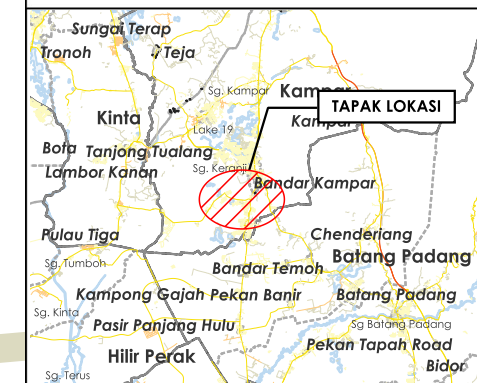 Sungai Terap
Tronoh
Teja
Sg. Kampar
Kampar
TAPAK LOKASI
Kinta
Lake 19
Kampar
Bota
Tanjong Tualang
Lambor Kanan
Sg. Keranji
Bandar Kampar
Pulau Tiga
Chenderiang
Sg. Tumboh
Bandar Temoh
Batang Padang
Kampong Gajah
Pekan Banir
Batang Padang
Sg. Kinta
Pasir Panjang Hulu
Sg Batang Padang
Hilir Perak
Pekan Tapah Road
Sg. Terus
Bidor